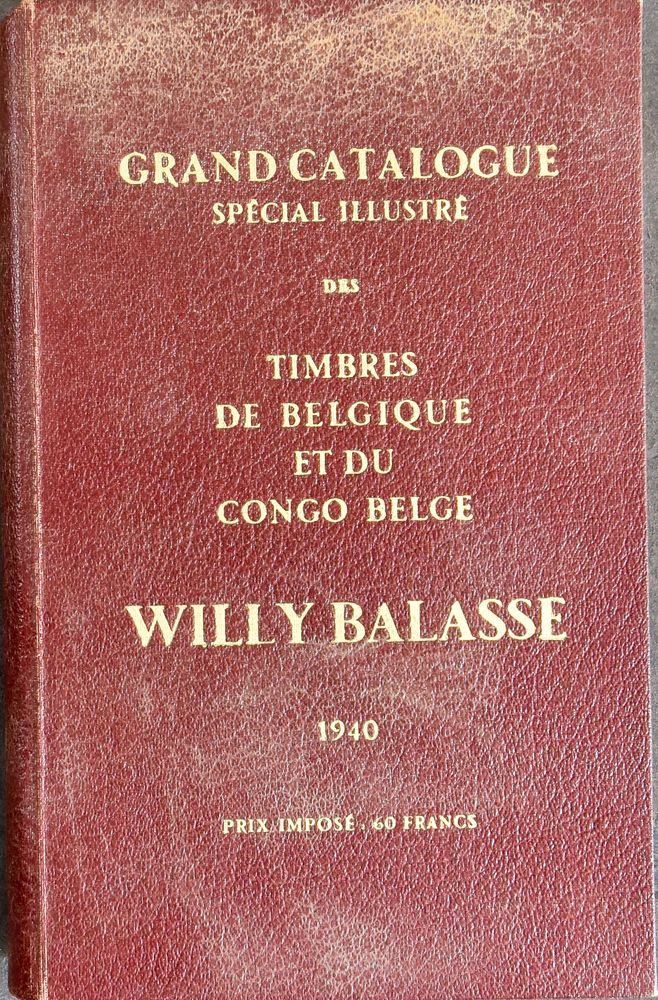 GRAND CATALOGUE
SPÉCIAL ILLUSTRÉ
DES
TIMBRES
DE BELGIQUE
ET DU
CONGO BELGE
WILLY BALASSE
1940
PRIX IMPOSÉ : 60 FRANCS